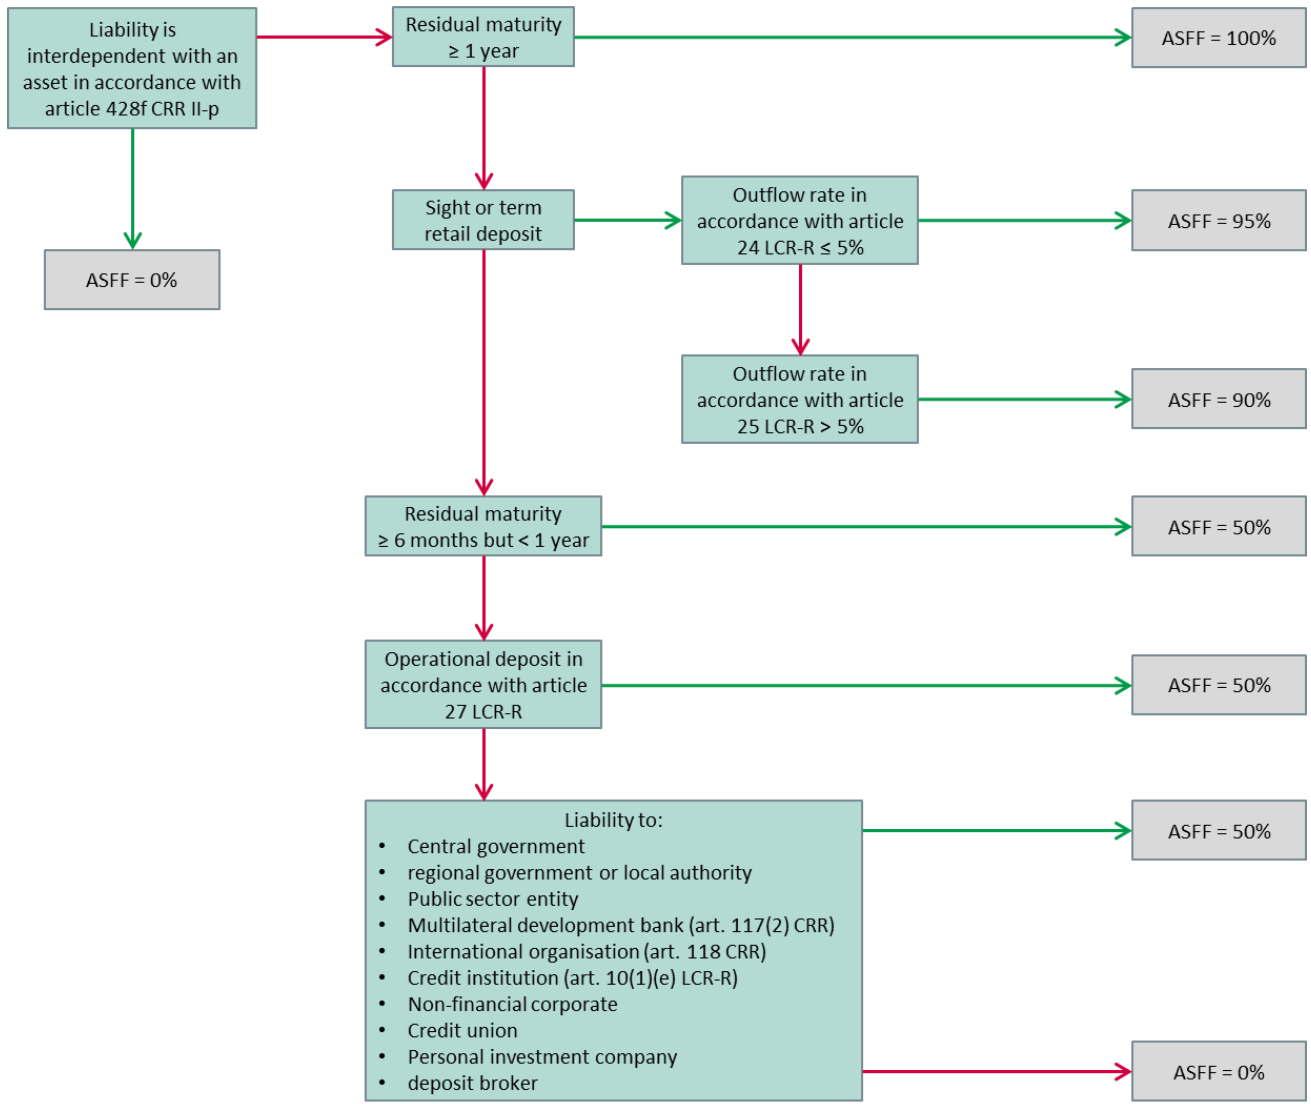 Liability is
interdependent with an
asset in accordance with
article 428f CRR II-p
Residual maturity
≥ 1 year
ASFF = 100%
Sight or term
retail deposit
Outflow rate in
accordance with article
24 LCR-R ≤ 5%
ASFF = 95%
ASFF = 0%
Outflow rate in
accordance with article
25 LCR-R > 5%
ASFF = 90%
Residual maturity
≥ 6 months but < 1 year
ASFF = 50%
Operational deposit in
accordance with article
27 LCR-R
ASFF = 50%
Liability to:
• Central government
• regional government or local authority
• Public sector entity
• Multilateral development bank (art. 117(2) CRR)
• International organisation (art. 118 CRR)
• Credit institution (art. 10(1)(e) LCR-R)
• Non-financial corporate
• Credit union
• Personal investment company
• deposit broker
ASFF = 50%
ASFF = 0%